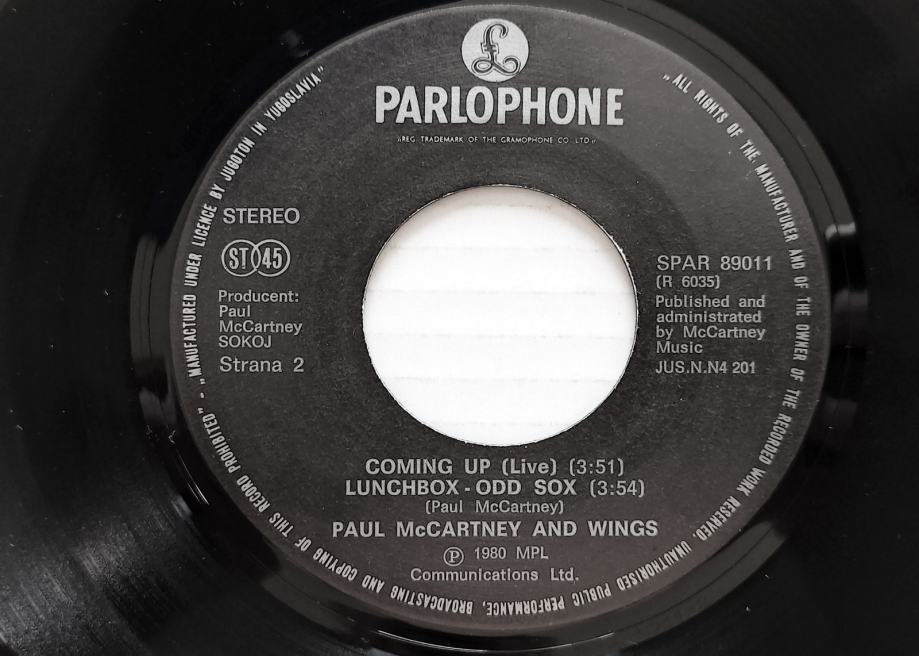 £
PARLOPHONE
„REG. TRADEMARK OF THE GRAMOPHONE CO. LTD„
STEREO
ST 45
Producent:
Paul
McCartney
SOKOJ
Strana 2
SPAR 89011
(R 6035)
Published and
administrated
by McCartney
Music
JUS.N.N4 201
COMING UP (Live) (3:51)
LUNCHBOX - ODD SOX (3:54)
(Paul McCartney)
PAUL McCARTNEY AND WINGS
Ⓟ 1980 MPL
Communications Ltd.
„MANUFACTURED UNDER LICENCE BY JUGOTON IN YUGOSLAVIA"
„ALL RIGHTS OF THE MANUFACTURER AND OF THE OWNER OF THE RECORDED WORK RESERVED. UNAUTHORISED PUBLIC PERFORMANCE, BROADCASTING AND COPYING OF THIS RECORD PROHIBITED" -